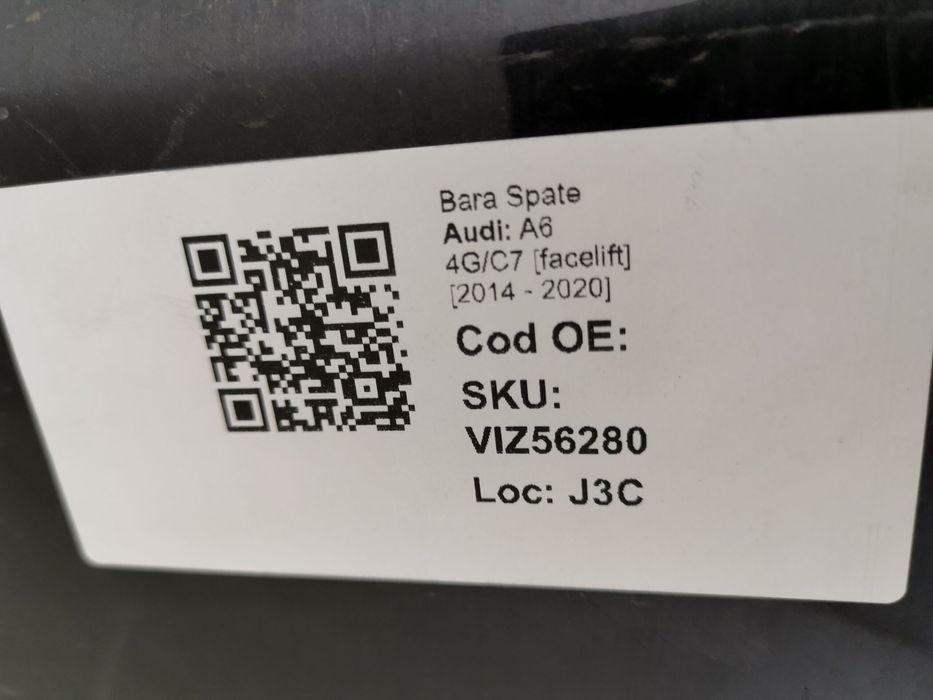 Bara Spate
Audi: A6
4G/C7 [facelift]
[2014 - 2020]
Cod OE:
SKU:
VIZ56280
Loc: J3C